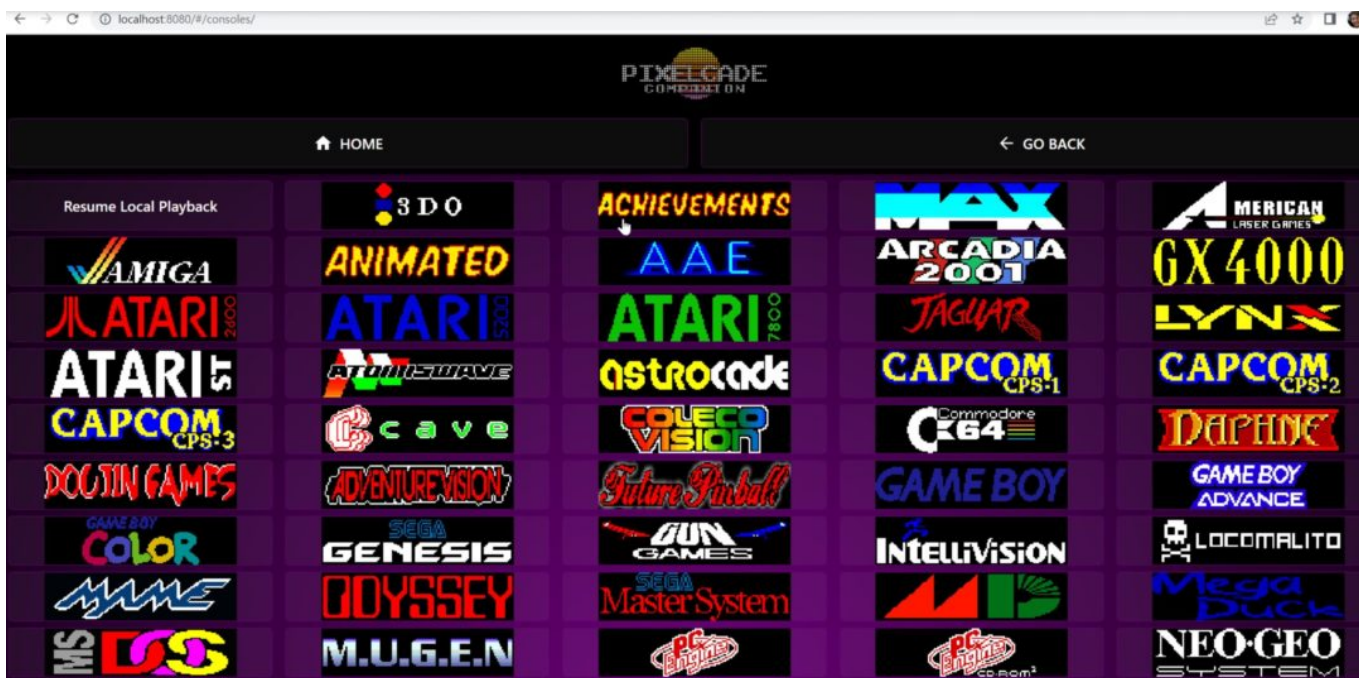 localhost:8080/#/consoles/
PIXELCADE
COMPANION
HOME
GO BACK
Resume Local Playback
3DO
ACHIEVEMENTS
MAX
AMERICAN
LASER GAMES
AMIGA
ANIMATED
AAE
ARCADIA
2001
GX4000
ATARI 2600
ATARI 5200
ATARI 7800
JAGUAR
LYNX
ATARI ST
ATOMISWAVE
astrocade
CAPCOM
CPS-1
CAPCOM
CPS-2
CAPCOM
CPS-3
cave
COLECO
VISION
Commodore
C64
DAPHNE
DOUJIN GAMES
ADVENTUREVISION
Future Pinball
GAME BOY
GAME BOY
ADVANCE
GAME BOY
COLOR
SEGA
GENESIS
GUN
GAMES
INTELLIVISION
LOCOMALITO
MAME
ODYSSEY
SEGA
Master System
Mega
Duck
MS DOS
M.U.G.E.N
PC
Engine
PC
Engine
CD-ROM²
NEO·GEO
SYSTEM